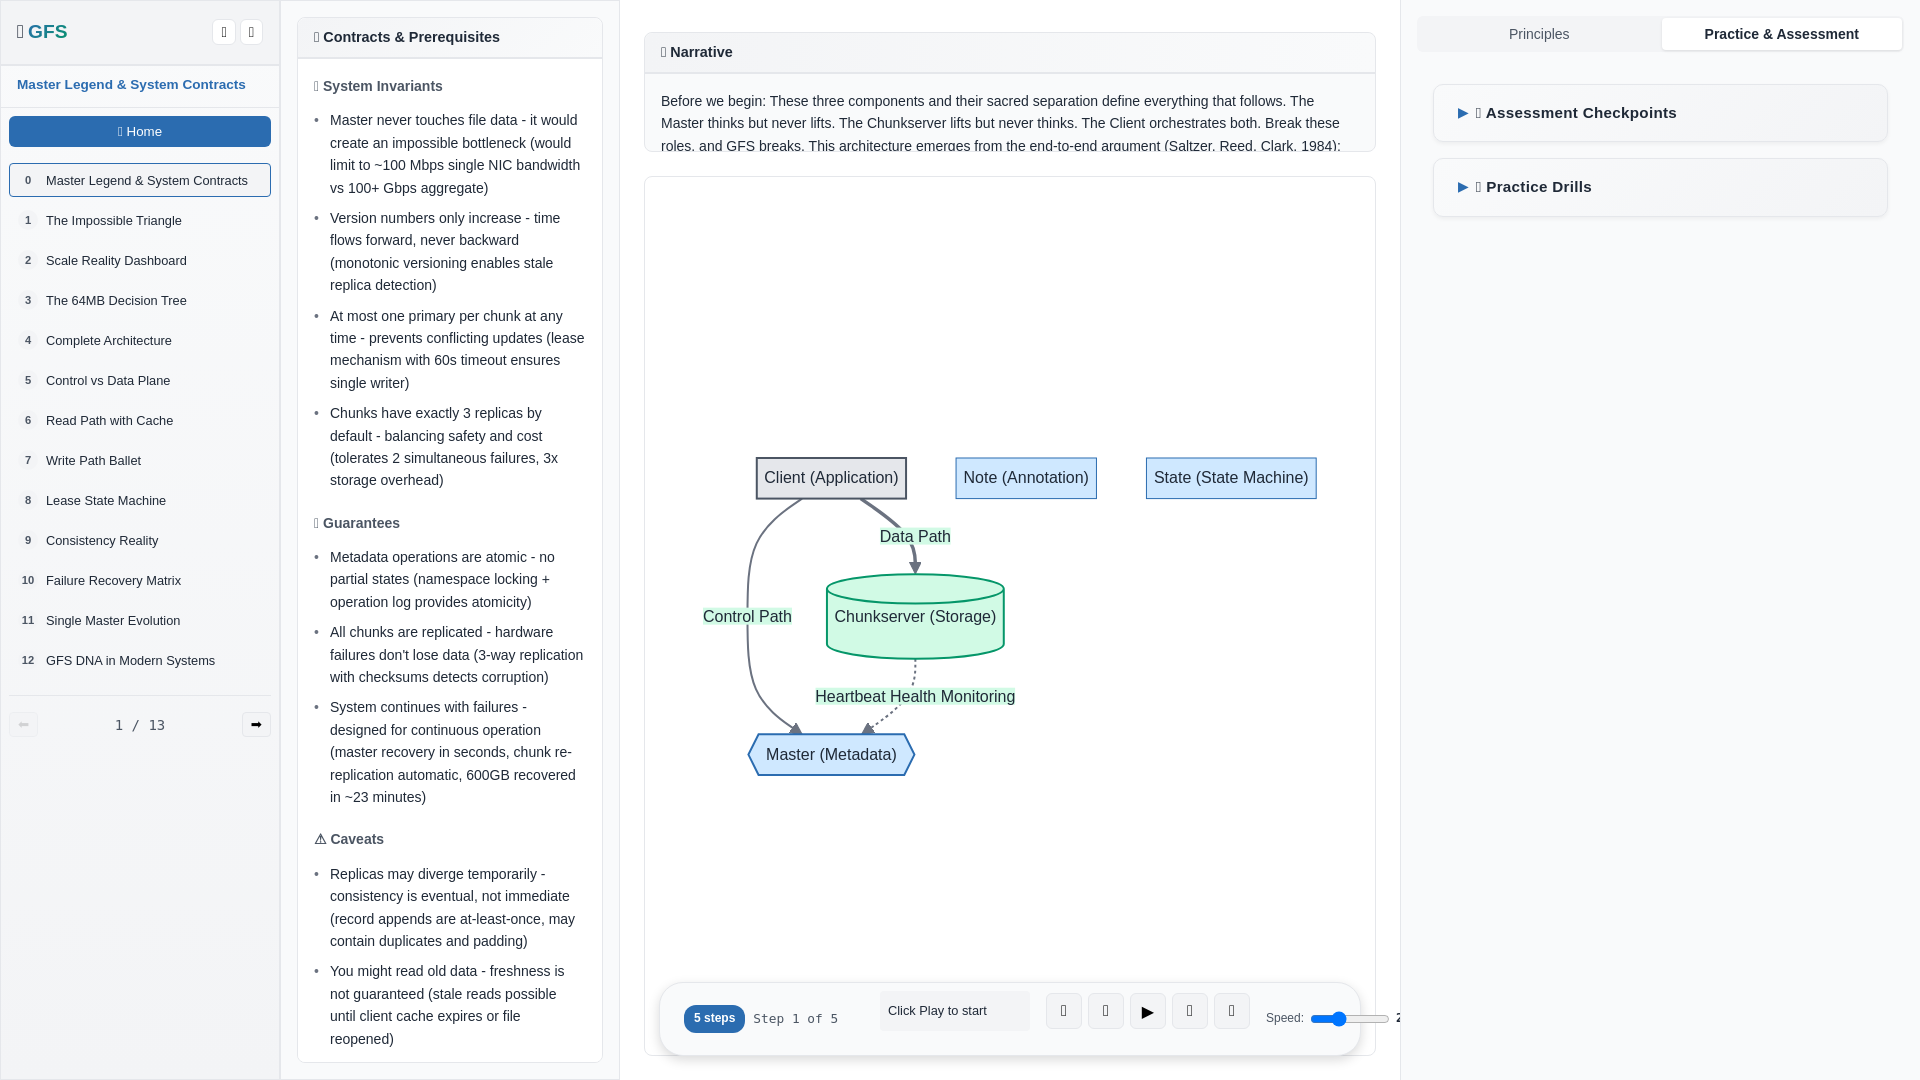 GFS
Master Legend & System Contracts
Home
0 Master Legend & System Contracts
1 The Impossible Triangle
2 Scale Reality Dashboard
3 The 64MB Decision Tree
4 Complete Architecture
5 Control vs Data Plane
6 Read Path with Cache
7 Write Path Ballet
8 Lease State Machine
9 Consistency Reality
10 Failure Recovery Matrix
11 Single Master Evolution
12 GFS DNA in Modern Systems
1 / 13
Contracts & Prerequisites
System Invariants
• Master never touches file data - it would
create an impossible bottleneck (would
limit to ~100 Mbps single NIC bandwidth
vs 100+ Gbps aggregate)
• Version numbers only increase - time
flows forward, never backward
(monotonic versioning enables stale
replica detection)
• At most one primary per chunk at any
time - prevents conflicting updates (lease
mechanism with 60s timeout ensures
single writer)
• Chunks have exactly 3 replicas by
default - balancing safety and cost
(tolerates 2 simultaneous failures, 3x
storage overhead)
Guarantees
• Metadata operations are atomic - no
partial states (namespace locking +
operation log provides atomicity)
• All chunks are replicated - hardware
failures don't lose data (3-way replication
with checksums detects corruption)
• System continues with failures -
designed for continuous operation
(master recovery in seconds, chunk re-
replication automatic, 600GB recovered
in ~23 minutes)
⚠ Caveats
• Replicas may diverge temporarily -
consistency is eventual, not immediate
(record appends are at-least-once, may
contain duplicates and padding)
• You might read old data - freshness is
not guaranteed (stale reads possible
until client cache expires or file
reopened)
Narrative
Before we begin: These three components and their sacred separation define everything that follows. The
Master thinks but never lifts. The Chunkserver lifts but never thinks. The Client orchestrates both. Break these
roles, and GFS breaks. This architecture emerges from the end-to-end argument (Saltzer, Reed, Clark, 1984):
Client (Application)
Note (Annotation)
State (State Machine)
Data Path
Control Path
Chunkserver (Storage)
Heartbeat Health Monitoring
Master (Metadata)
5 steps
Step 1 of 5
Click Play to start
Speed:
Principles
Practice & Assessment
▶ Assessment Checkpoints
▶ Practice Drills